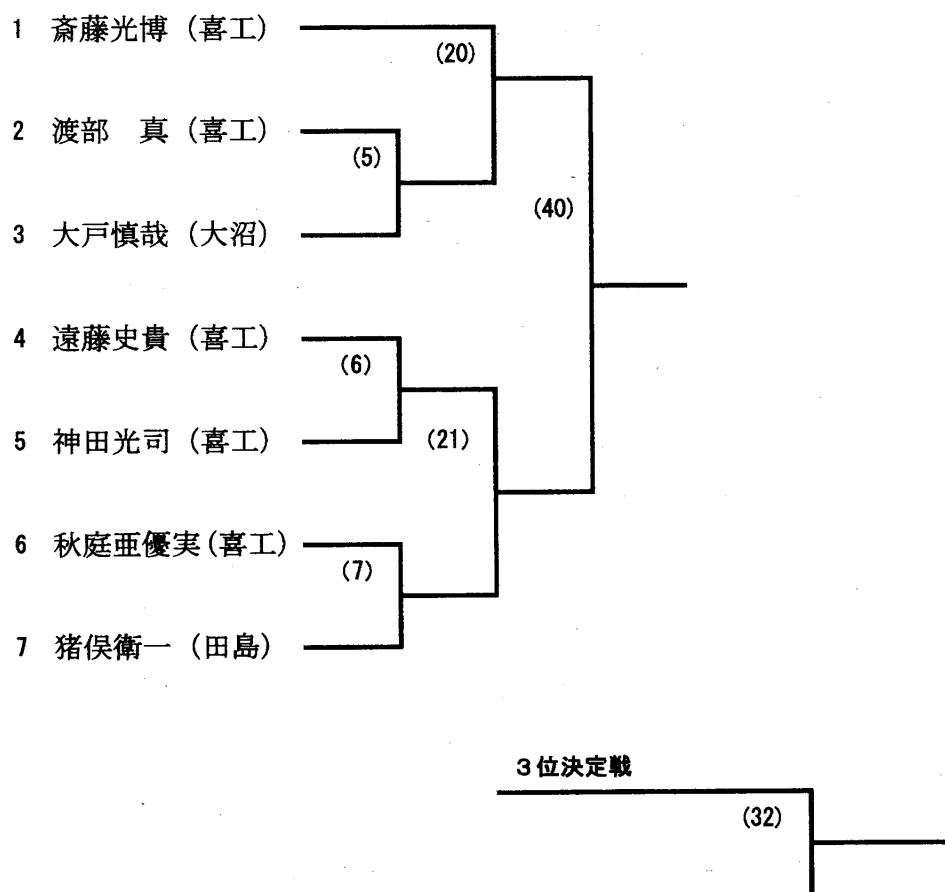 1 斎藤光博（喜工）
(20)
2 渡部　真（喜工）
(5)
(40)
3 大戸慎哉（大沼）
4 遠藤史貴（喜工）
(6)
5 神田光司（喜工）
(21)
6 秋庭亜優実（喜工）
(7)
7 猪俣衛一（田島）
３位決定戦
(32)